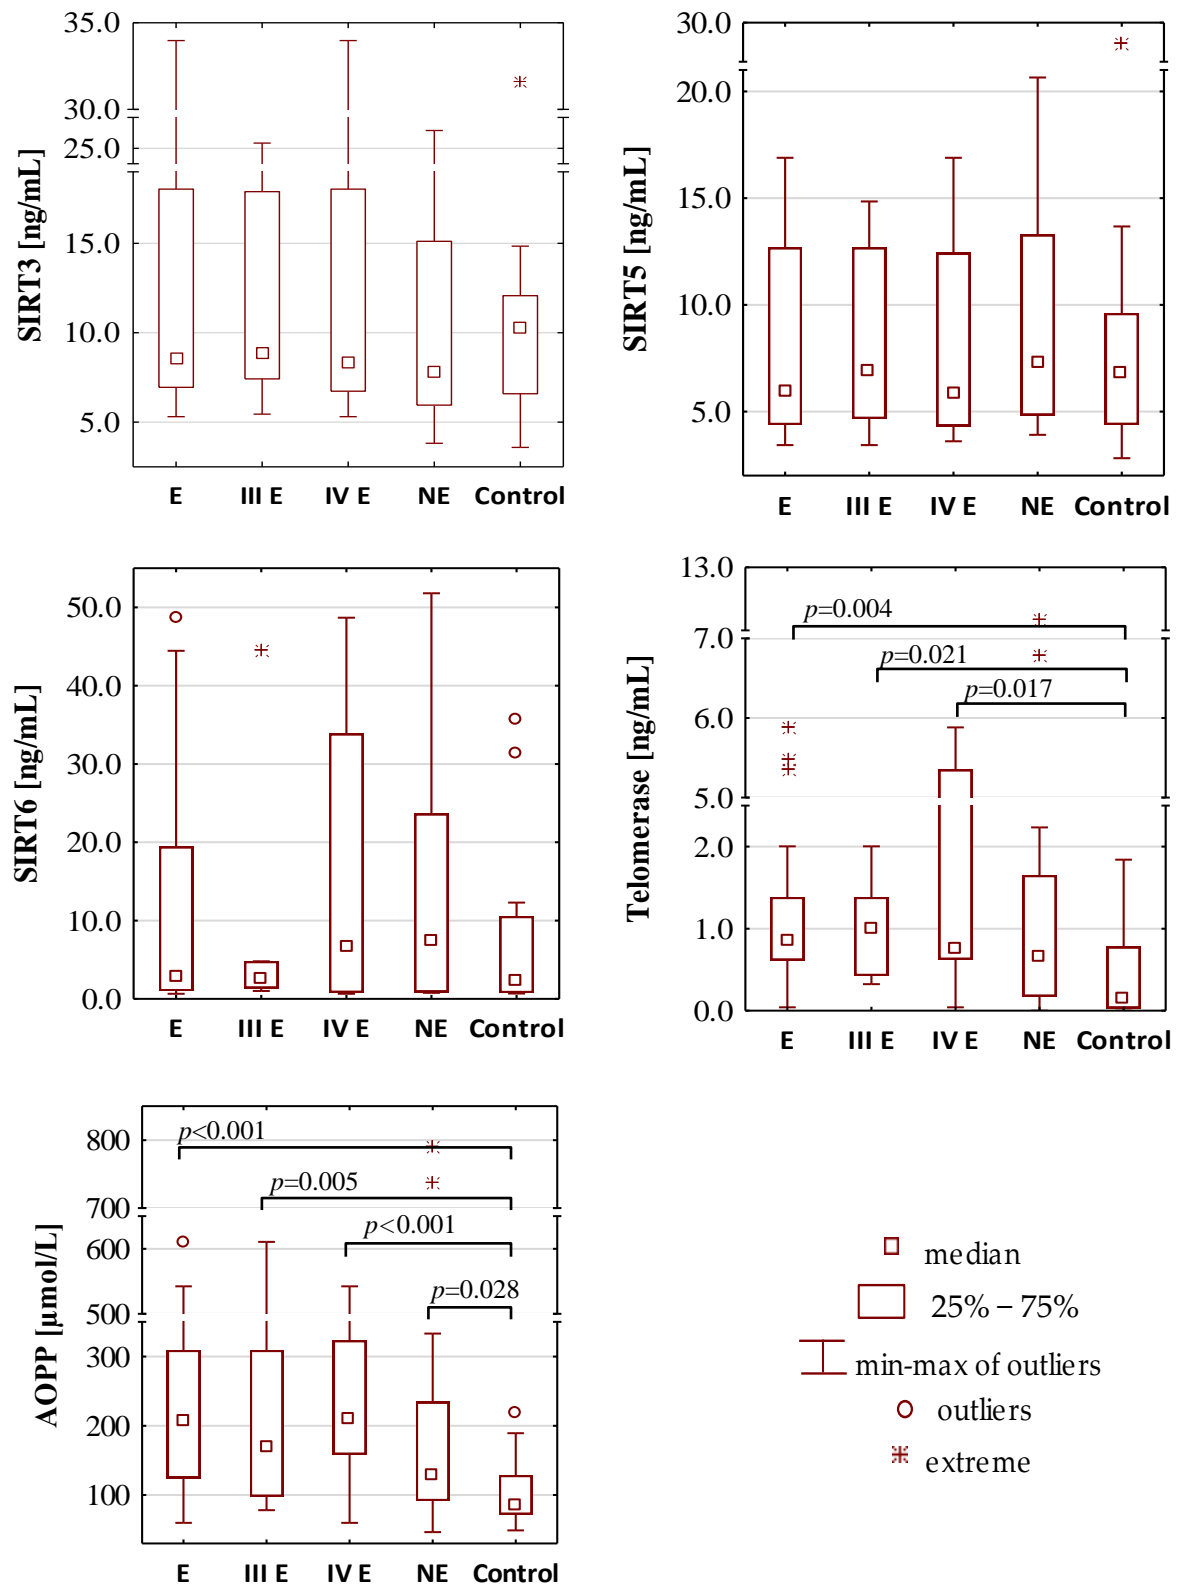 SIRT3 [ng/mL]
35.0
30.0
25.0
15.0
10.0
5.0
E III E IV E NE Control
SIRT5 [ng/mL]
30.0
20.0
15.0
10.0
5.0
E III E IV E NE Control
SIRT6 [ng/mL]
50.0
40.0
30.0
20.0
10.0
0.0
E III E IV E NE Control
Telomerase [ng/mL]
13.0
7.0
6.0
5.0
2.0
1.0
0.0
p=0.004
p=0.021
p=0.017
E III E IV E NE Control
AOPP [µmol/L]
800
700
600
500
300
200
100
p<0.001
p=0.005
p<0.001
p=0.028
E III E IV E NE Control
median
25% – 75%
min-max of outliers
outliers
extreme